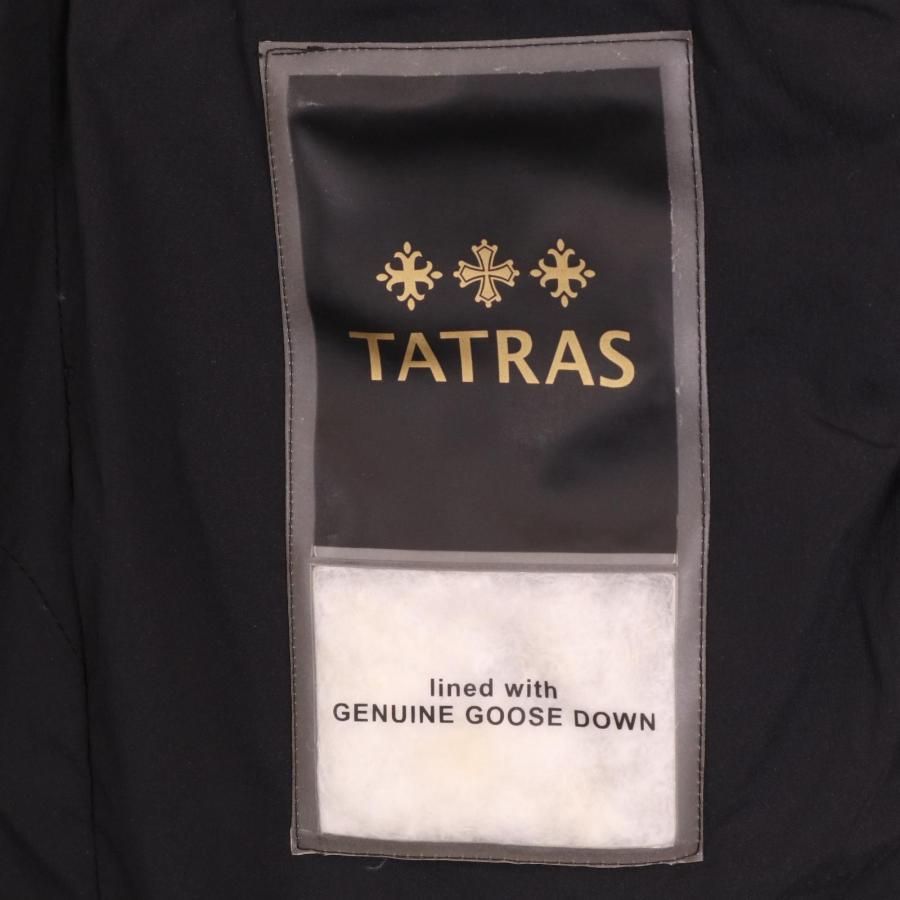 TATRAS
lined with
GENUINE GOOSE DOWN